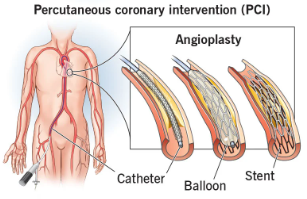 Percutaneous coronary intervention (PCI)
Angioplasty
Catheter
Balloon
Stent